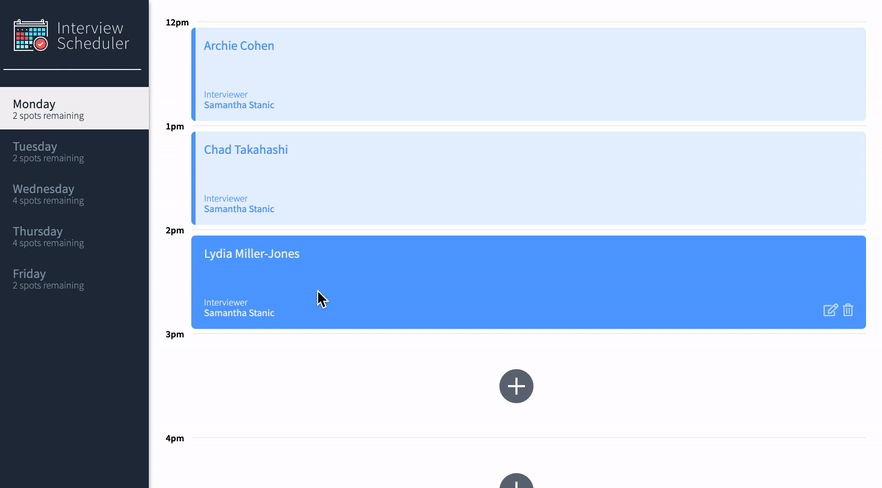 Interview
Scheduler
Monday
2 spots remaining
Tuesday
2 spots remaining
Wednesday
4 spots remaining
Thursday
4 spots remaining
Friday
2 spots remaining
12pm
Archie Cohen
Interviewer
Samantha Stanic
1pm
Chad Takahashi
Interviewer
Samantha Stanic
2pm
Lydia Miller-Jones
Interviewer
Samantha Stanic
3pm
4pm